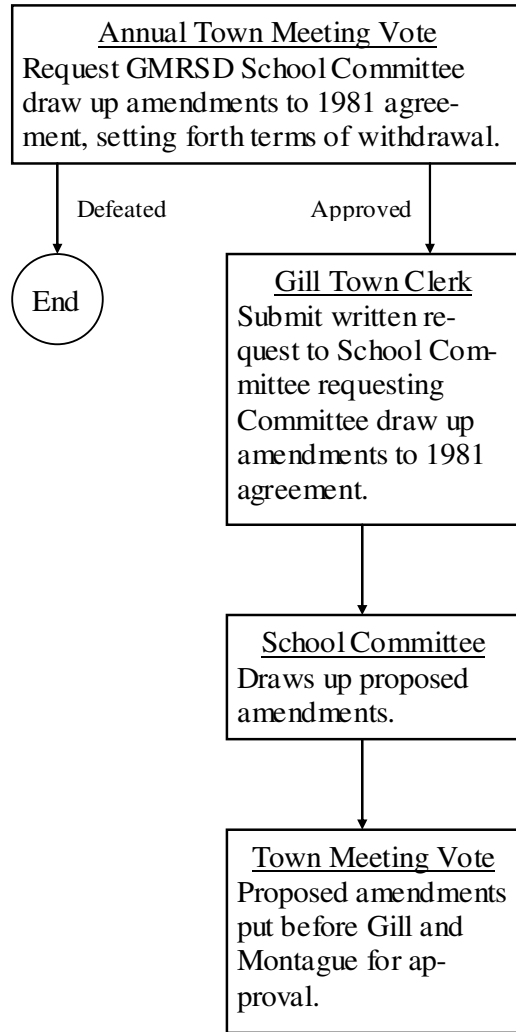 Annual Town Meeting Vote
Request GMRSD School Committee
draw up amendments to 1981 agree-
ment, setting forth terms of withdrawal.
Defeated
Approved
End
Gill Town Clerk
Submit written re-
quest to School Com-
mittee requesting
Committee draw up
amendments to 1981
agreement.
School Committee
Draws up proposed
amendments.
Town Meeting Vote
Proposed amendments
put before Gill and
Montague for ap-
proval.